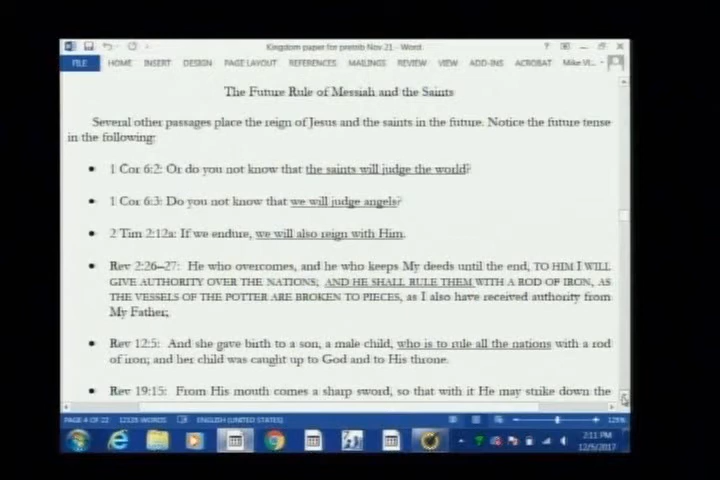 Kingdom paper for pretrib Nov 21 - Word
FILE HOME INSERT DESIGN PAGE LAYOUT REFERENCES MAILINGS REVIEW VIEW ADD-INS ACROBAT Mike Vl...
The Future Rule of Messiah and the Saints
Several other passages place the reign of Jesus and the saints in the future. Notice the future tense
in the following:
• 1 Cor 6:2: Or do you not know that the saints will judge the world?
• 1 Cor 6:3: Do you not know that we will judge angels?
• 2 Tim 2:12a: If we endure, we will also reign with Him.
• Rev 2:26–27: He who overcomes, and he who keeps My deeds until the end, TO HIM I WILL
GIVE AUTHORITY OVER THE NATIONS; AND HE SHALL RULE THEM WITH A ROD OF IRON, AS
THE VESSELS OF THE POTTER ARE BROKEN TO PIECES, as I also have received authority from
My Father;
• Rev 12:5: And she gave birth to a son, a male child, who is to rule all the nations with a rod
of iron; and her child was caught up to God and to His throne.
• Rev 19:15: From His mouth comes a sharp sword, so that with it He may strike down the
PAGE 4 OF 22 WORDS ENGLISH (UNITED STATES)
2:11 PM
12/5/2017